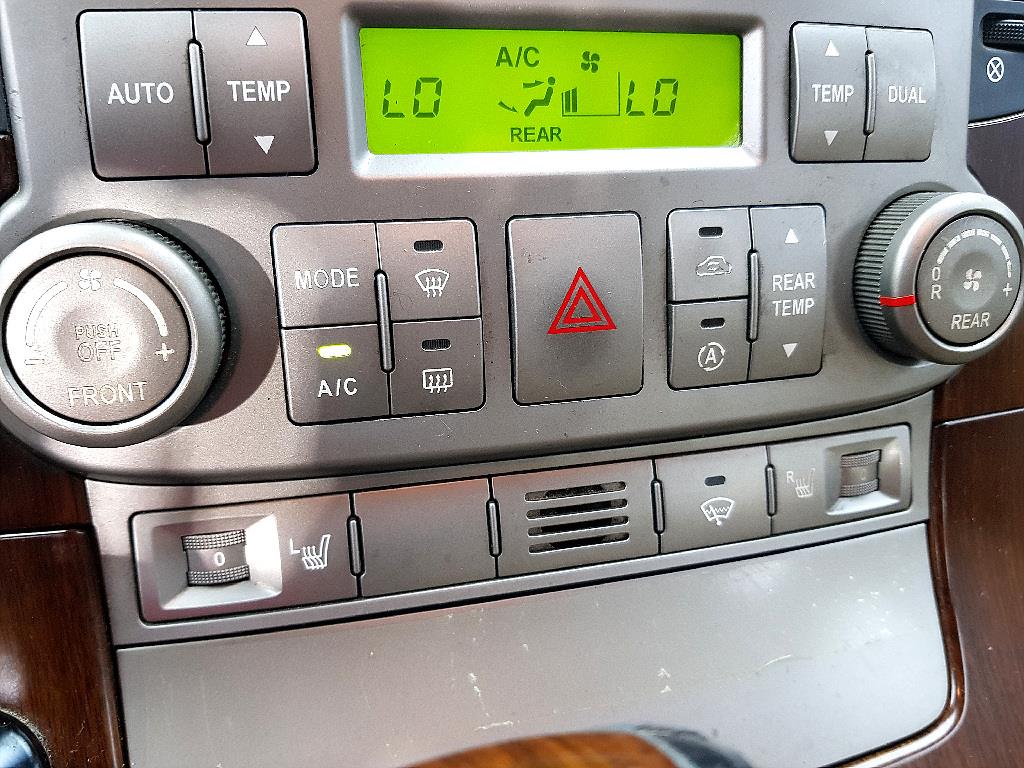 AUTO
TEMP
A/C
LO
LO
REAR
TEMP
DUAL
MODE
A/C
PUSH
OFF
FRONT
- +
A
REAR
TEMP
O
R
+
REAR
0
L
R